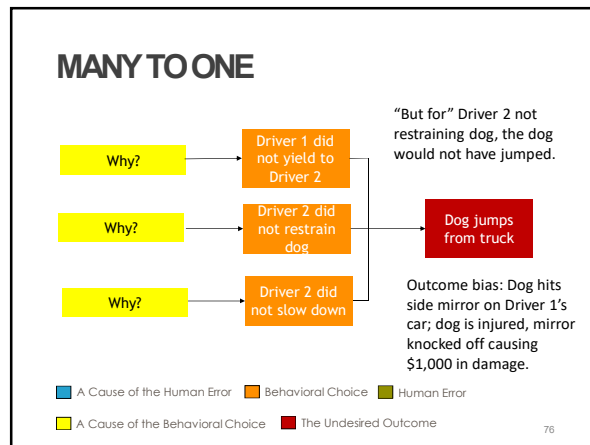 MANY TO ONE
“But for” Driver 2 not
restraining dog, the dog
would not have jumped.
Why?
Driver 1 did
not yield to
Driver 2
Why?
Driver 2 did
not restrain
dog
Dog jumps
from truck
Why?
Driver 2 did
not slow down
Outcome bias: Dog hits
side mirror on Driver 1’s
car; dog is injured, mirror
knocked off causing
$1,000 in damage.
A Cause of the Human Error
Behavioral Choice
Human Error
A Cause of the Behavioral Choice
The Undesired Outcome
76